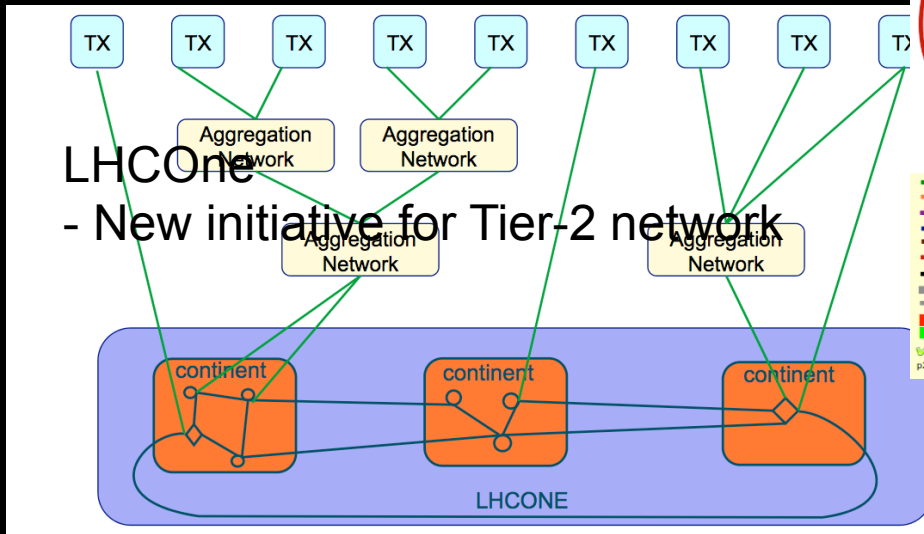 TX TX TX TX TX TX TX TX TX
Aggregation Aggregation
Network Network
LHCOne
- New initiative for Tier-2 network
Aggregation Aggregation
Network Network
continent continent continent
LHCONE